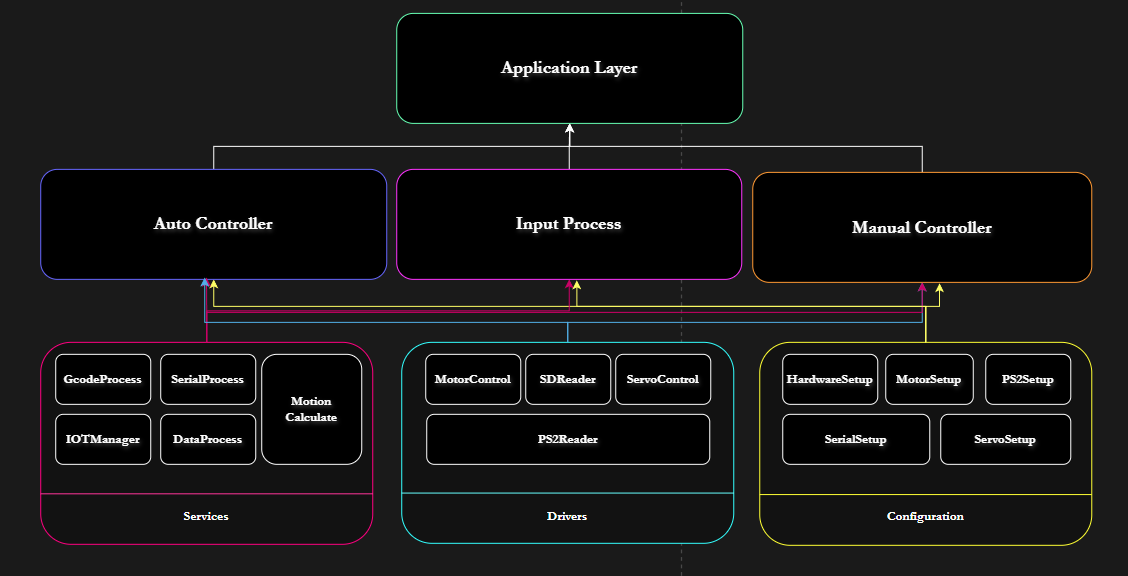 Application Layer
Auto Controller
Input Process
Manual Controller
GcodeProcess
SerialProcess
Motion
Calculate
IOTManager
DataProcess
Services
MotorControl
SDReader
ServoControl
PS2Reader
Drivers
HardwareSetup
MotorSetup
PS2Setup
SerialSetup
ServoSetup
Configuration